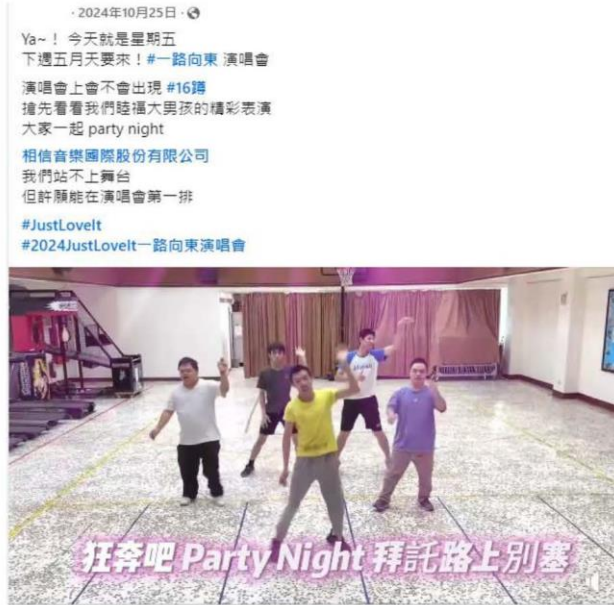 · 2024年10月25日 ·
Ya~！ 今天就是星期五
下週五月天要來！#一路向東 演唱會
演唱會上會不會出現 #16蹲
搶先看看我們睦福大男孩的精彩表演
大家一起 party night
相信音樂國際股份有限公司
我們站不上舞台
但許願能在演唱會第一排
#JustLoveIt
#2024JustLoveIt一路向東演唱會
狂奔吧 Party Night 拜託路上別塞